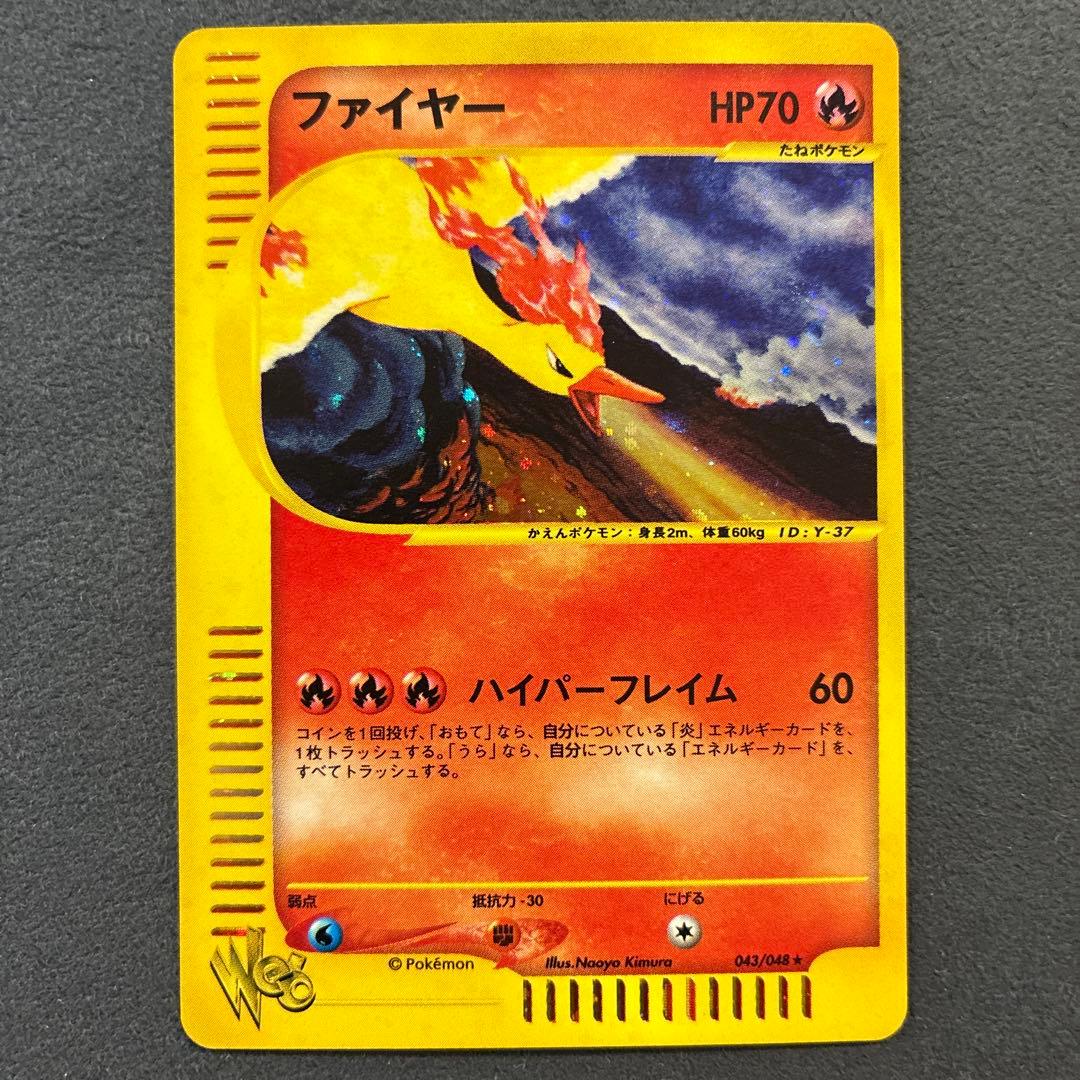 ファイヤー HP70
たねポケモン
かえんポケモン：身長2m、体重60kg ID：Y-37
ハイパーフレイム 60
コインを1回投げ、「おもて」なら、自分についている「炎」エネルギーカードを、
1枚トラッシュする。「うら」なら、自分についている「エネルギーカード」を、
すべてトラッシュする。
弱点 抵抗力-30 にげる
Web
©Pokémon Illus.Naoyo Kimura 043/048★